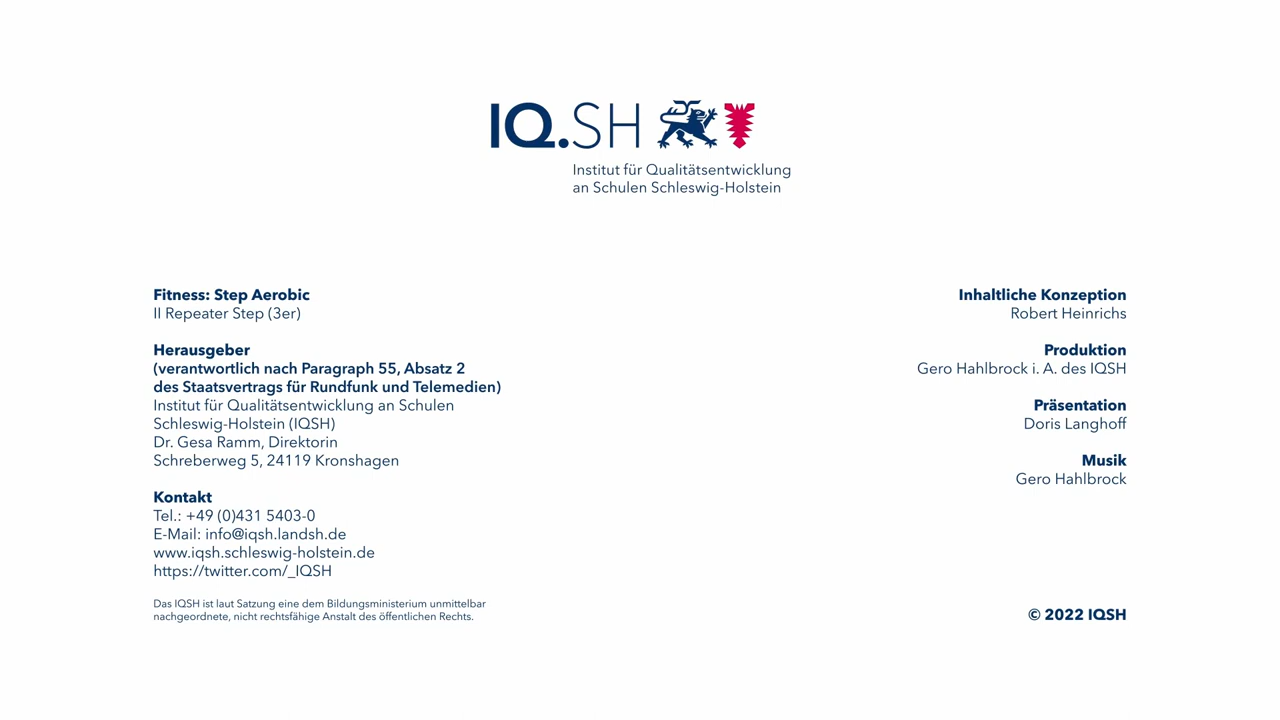 IQ.SH
Institut für Qualitätsentwicklung
an Schulen Schleswig-Holstein
Fitness: Step Aerobic
II Repeater Step (3er)
Herausgeber
(verantwortlich nach Paragraph 55, Absatz 2
des Staatsvertrags für Rundfunk und Telemedien)
Institut für Qualitätsentwicklung an Schulen
Schleswig-Holstein (IQSH)
Dr. Gesa Ramm, Direktorin
Schreberweg 5, 24119 Kronshagen
Kontakt
Tel.: +49 (0)431 5403-0
E-Mail: info@iqsh.landsh.de
www.iqsh.schleswig-holstein.de
https://twitter.com/_IQSH
Das IQSH ist laut Satzung eine dem Bildungsministerium unmittelbar
nachgeordnete, nicht rechtsfähige Anstalt des öffentlichen Rechts.
Inhaltliche Konzeption
Robert Heinrichs
Produktion
Gero Hahlbrock i. A. des IQSH
Präsentation
Doris Langhoff
Musik
Gero Hahlbrock
© 2022 IQSH